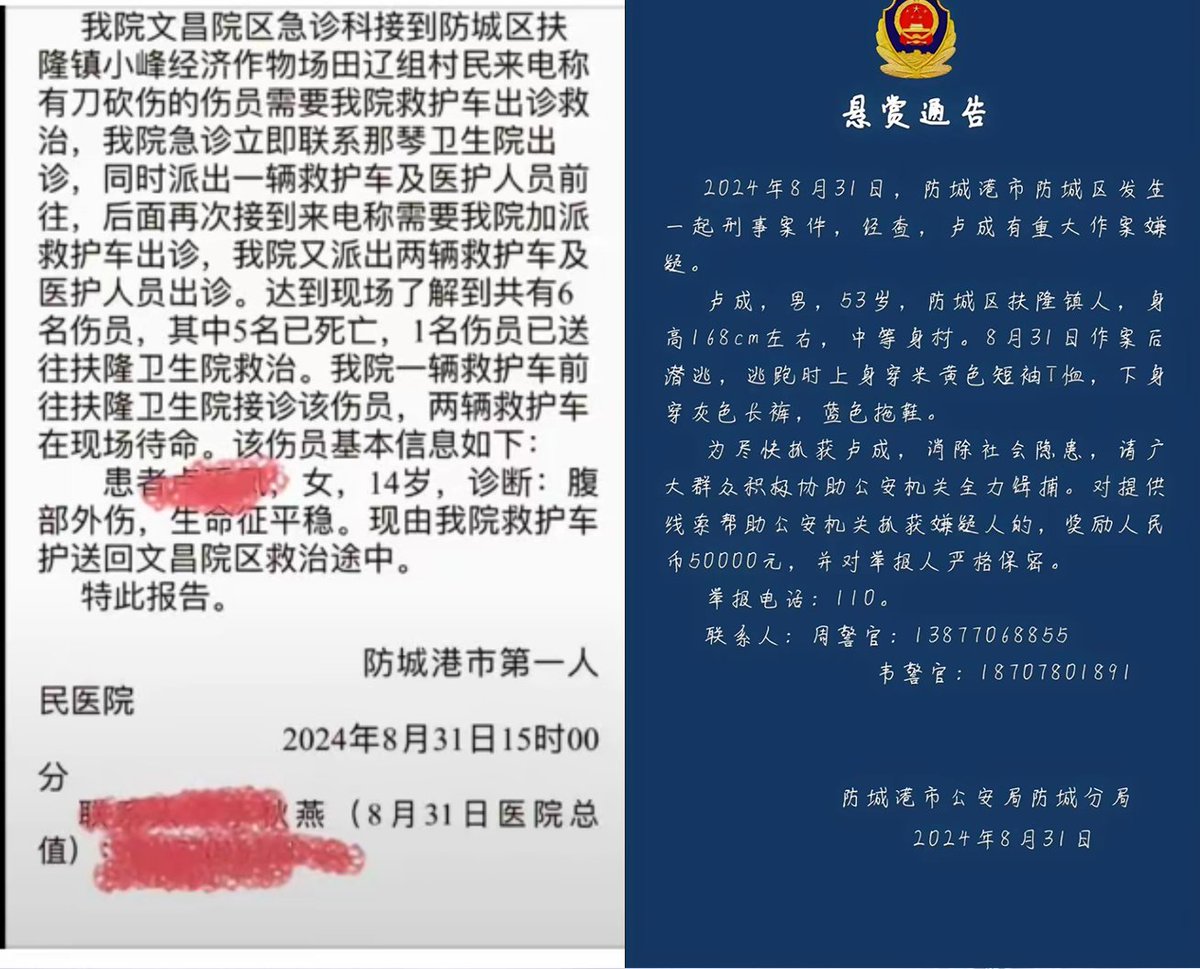 我院文昌院区急诊科接到防城区扶
隆镇小峰经济作物场田辽组村民来电称
有刀砍伤的伤员需要我院救护车出诊救
治，我院急诊立即联系那琴卫生院出
诊，同时派出一辆救护车及医护人员前
往，后面再次接到来电称需要我院加派
救护车出诊，我院又派出两辆救护车及
医护人员出诊。达到现场了解到共有6
名伤员，其中5名已死亡，1名伤员已送
往扶隆卫生院救治。我院一辆救护车前
往扶隆卫生院接诊该伤员，两辆救护车
在现场待命。该伤员基本信息如下：
患者，女，14岁，诊断：腹
部外伤，生命征平稳。现由我院救护车
护送回文昌院区救治途中。
特此报告。
防城港市第一人
民医院
2024年8月31日15时00
分
联燕（8月31日医院总
值）
悬赏通告
2024年8月31日，防城港市防城区发生
一起刑事案件，经查，卢成有重大作案嫌
疑。
卢成，男，53岁，防城区扶隆镇人，身
高168cm左右，中等身村。8月31日作案后
潜逃，逃跑时上身穿米黄色短袖T恤，下身
穿灰色长裤，蓝色拖鞋。
为尽快抓获卢成，消除社会隐患，请广
大群众积极协助公安机关全力缉捕。对提供
线索帮助公安机关抓获嫌疑人的，奖励人民
币50000元，并对举报人严格保密。
举报电话：110。
联系人：周警官：13877068855
韦警官：18707801891
防城港市公安局防城分局
2024年8月31日